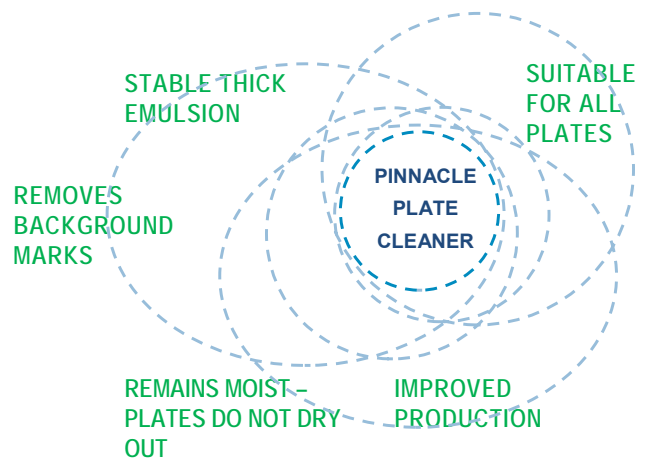 STABLE THICK
EMULSION
SUITABLE
FOR ALL
PLATES
PINNACLE
PLATE
CLEANER
REMOVES
BACKGROUND
MARKS
REMAINS MOIST –
PLATES DO NOT DRY
OUT
IMPROVED
PRODUCTION